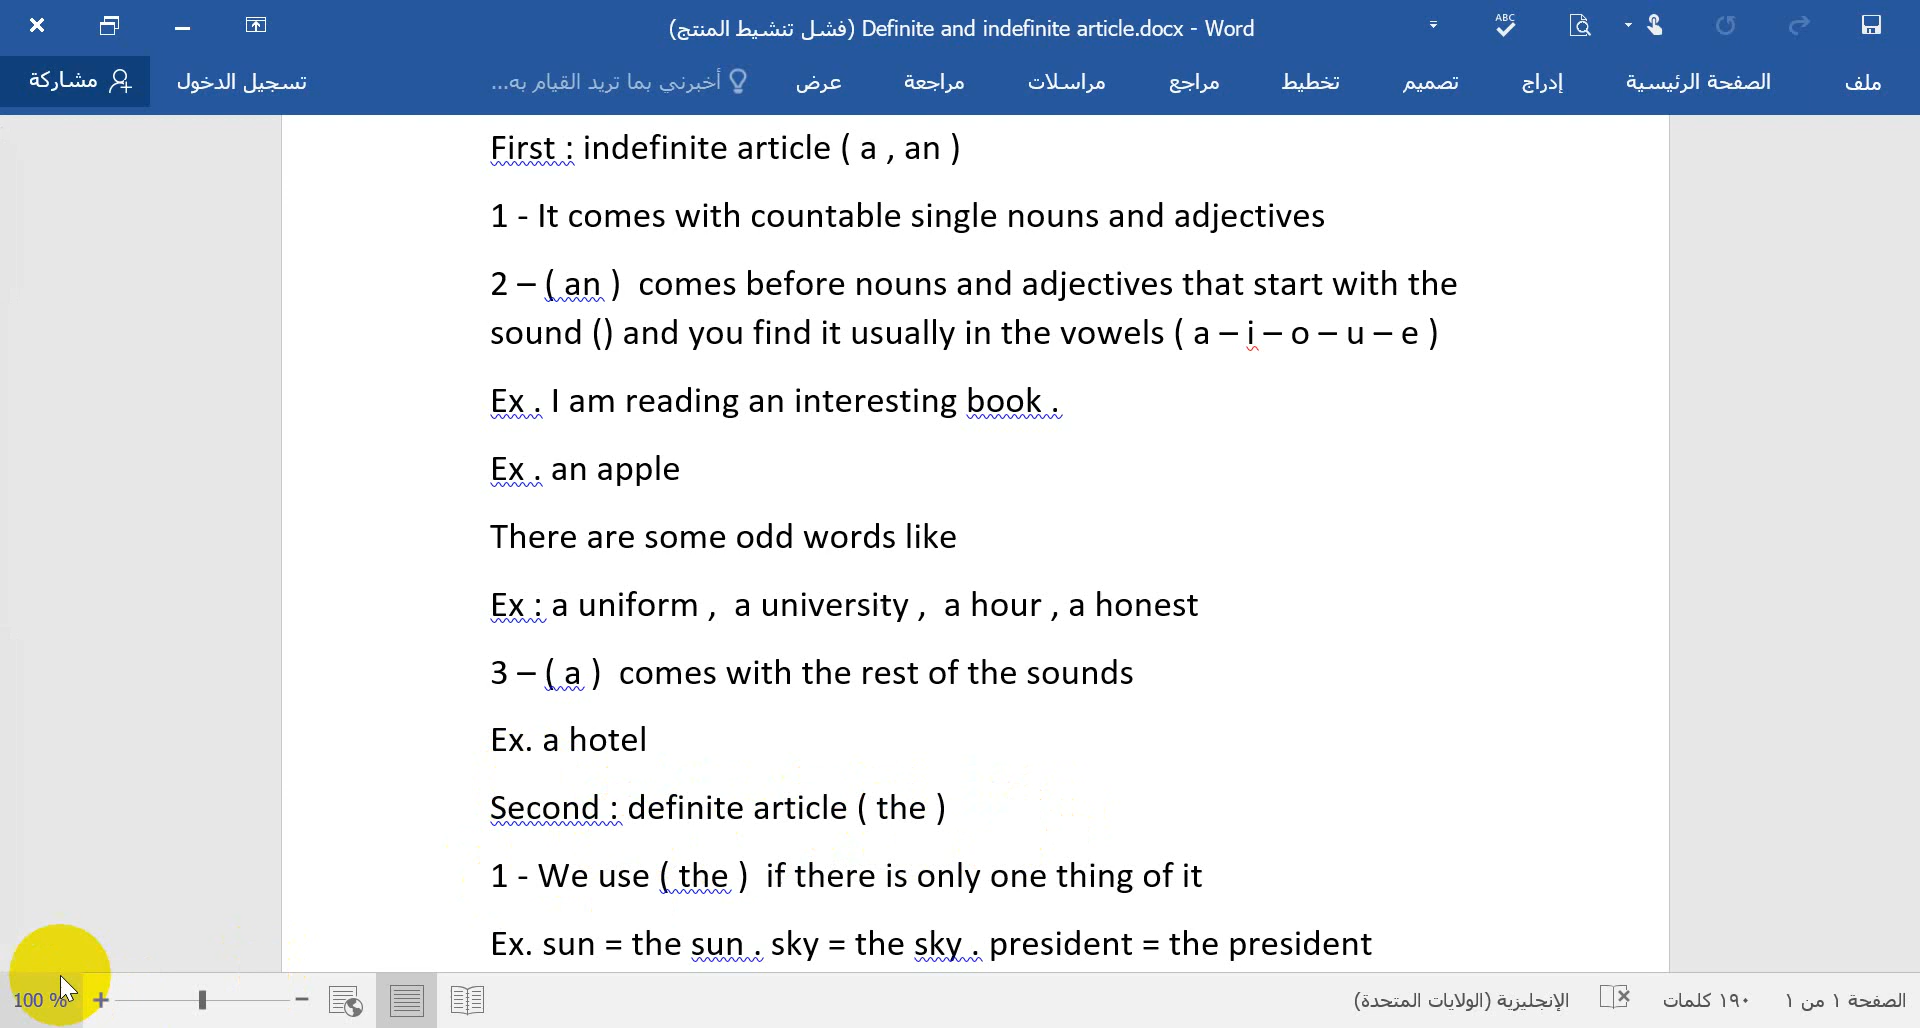 Definite and indefinite article.docx - Word (فشل تنشيط المنتج)
ABC
ملف الصفحة الرئيسية إدراج تصميم تخطيط مراجع مراسلات مراجعة عرض أخبرني بما تريد القيام به... تسجيل الدخول مشاركة
First : indefinite article ( a , an )
1 - It comes with countable single nouns and adjectives
2 – ( an ) comes before nouns and adjectives that start with the
sound () and you find it usually in the vowels ( a – i – o – u – e )
Ex . I am reading an interesting book .
Ex . an apple
There are some odd words like
Ex : a uniform , a university , a hour , a honest
3 – ( a ) comes with the rest of the sounds
Ex. a hotel
Second : definite article ( the )
1 - We use ( the ) if there is only one thing of it
Ex. sun = the sun . sky = the sky . president = the president
الصفحة ١ من ١ ١٩٠ كلمات الإنجليزية (الولايات المتحدة) 100 %